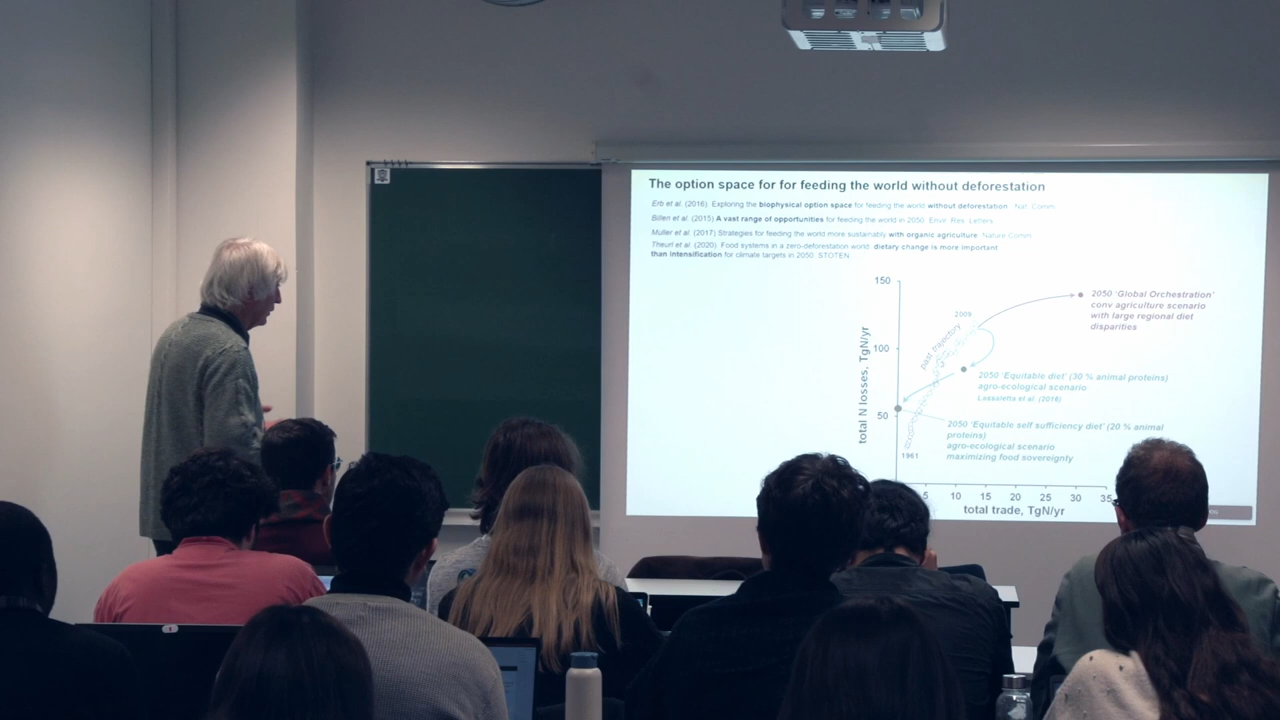 The option space for for feeding the world without deforestation
Erb et al. (2016). Exploring the biophysical option space for feeding the world without deforestation. Nat. Comm.
Billen et al. (2015) A vast range of opportunities for feeding the world in 2050. Envir. Res. Letters
Muller et al. (2017) Strategies for feeding the world more sustainably with organic agriculture. Nature Comm.
Theurl et al. (2020). Food systems in a zero-deforestation world: dietary change is more important
than intensification for climate targets in 2050. STOTEN
150
2050 'Global Orchestration'
conv agriculture scenario
with large regional diet
disparities
2009
past trajectory
total N losses, TgN/yr
100
2050 'Equitable diet' (30 % animal proteins)
agro-ecological scenario
Lassaletta et al. (2016)
50
2050 'Equitable self sufficiency diet' (20 % animal
proteins)
agro-ecological scenario
maximizing food sovereignty
1961
5 10 15 20 25 30 35
total trade, TgN/yr